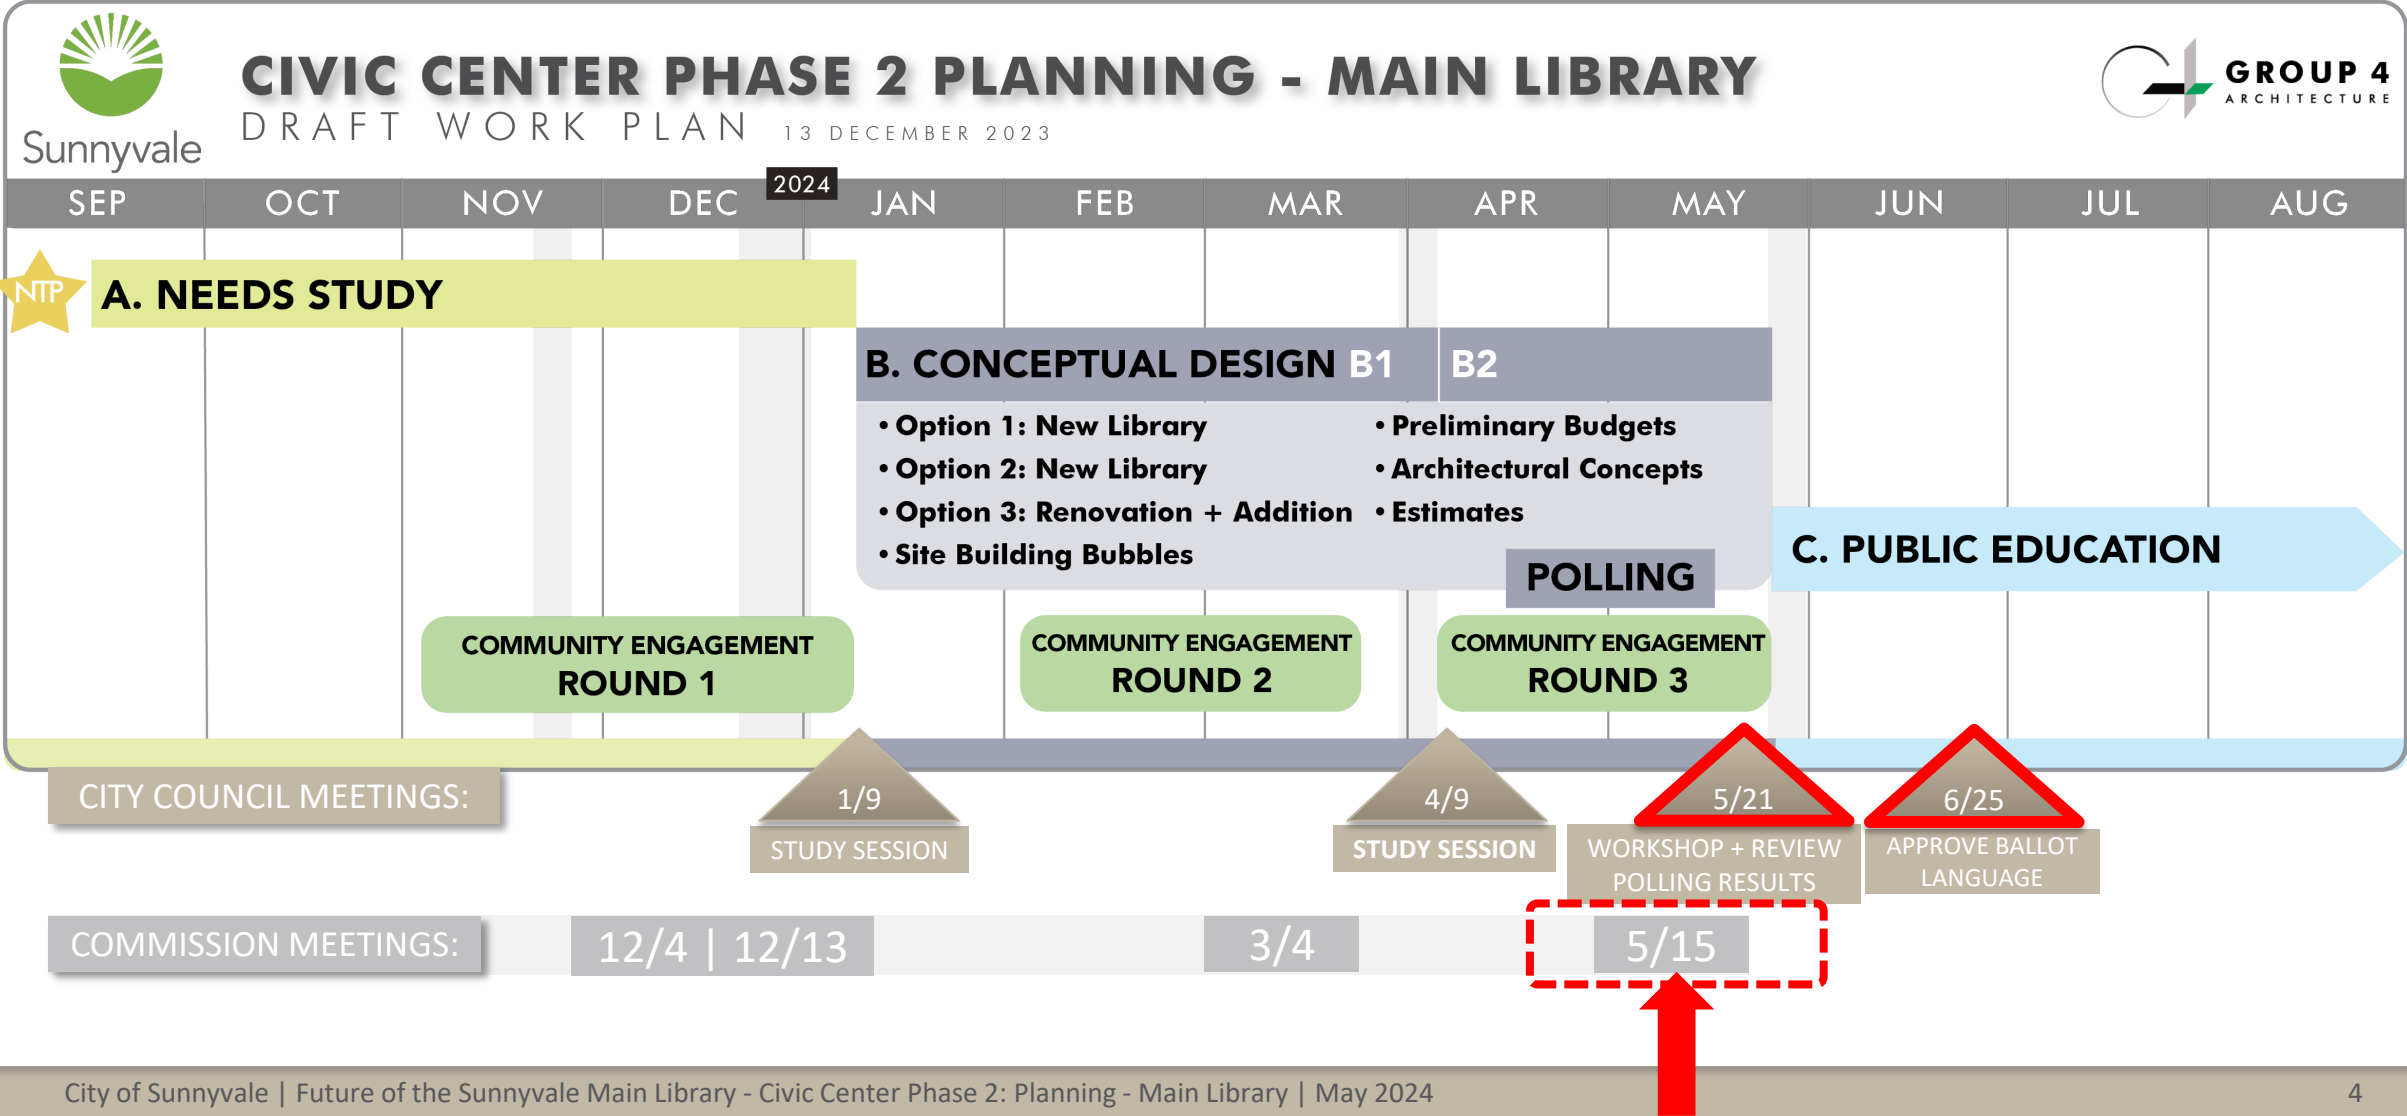 CIVIC CENTER PHASE 2 PLANNING - MAIN LIBRARY
DRAFT WORK PLAN 13 DECEMBER 2023
Sunnyvale
GROUP 4
ARCHITECTURE
2024
SEP OCT NOV DEC JAN FEB MAR APR MAY JUN JUL AUG
NTP
A. NEEDS STUDY
B. CONCEPTUAL DESIGN B1 B2
• Option 1: New Library
• Option 2: New Library
• Option 3: Renovation + Addition
• Site Building Bubbles
• Preliminary Budgets
• Architectural Concepts
• Estimates
POLLING
C. PUBLIC EDUCATION
COMMUNITY ENGAGEMENT
ROUND 1
COMMUNITY ENGAGEMENT
ROUND 2
COMMUNITY ENGAGEMENT
ROUND 3
CITY COUNCIL MEETINGS:
1/9
STUDY SESSION
4/9
STUDY SESSION
5/21
WORKSHOP + REVIEW
POLLING RESULTS
6/25
APPROVE BALLOT
LANGUAGE
COMMISSION MEETINGS:
12/4 | 12/13
3/4
5/15
City of Sunnyvale | Future of the Sunnyvale Main Library - Civic Center Phase 2: Planning - Main Library | May 2024
4